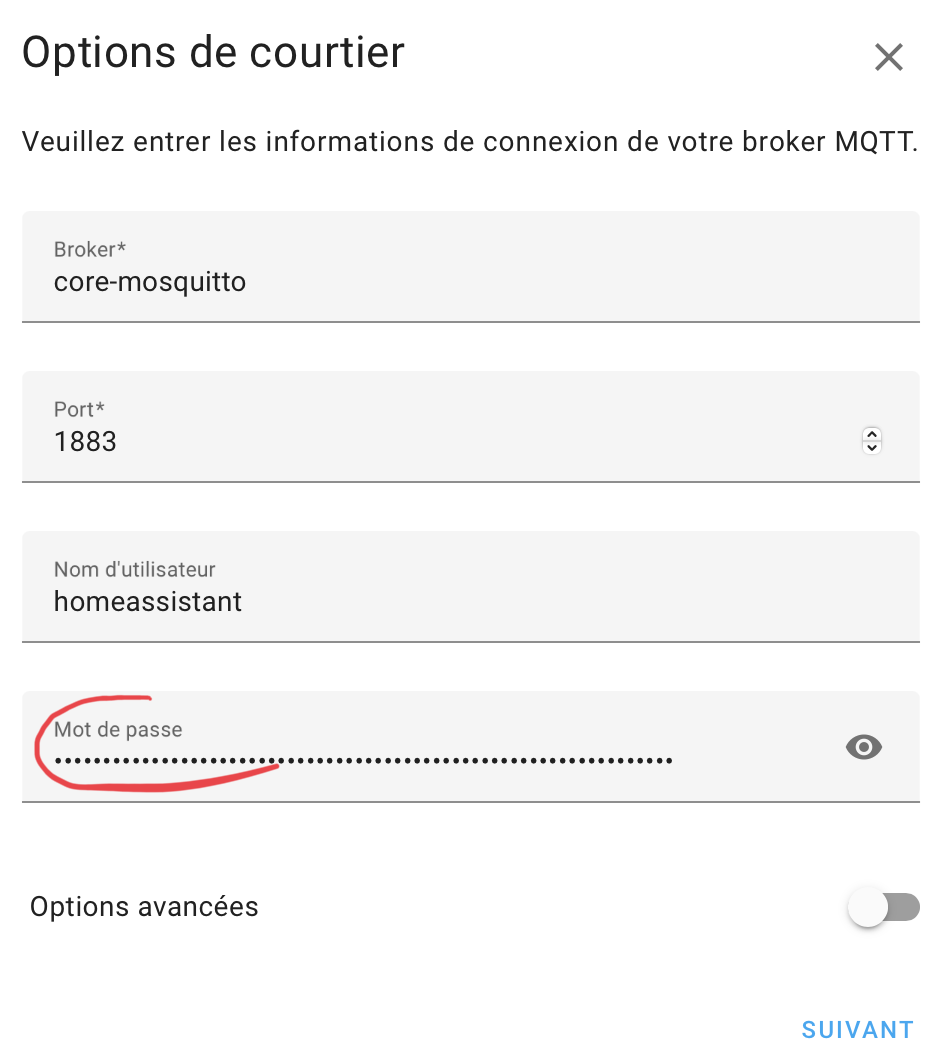 Options de courtier
Veuillez entrer les informations de connexion de votre broker MQTT.
Broker*
core-mosquitto
Port*
1883
Nom d'utilisateur
homeassistant
Mot de passe
••••••••••••••••••••••••••••••••••••••••••••••••••••••••••••••••
Options avancées
SUIVANT